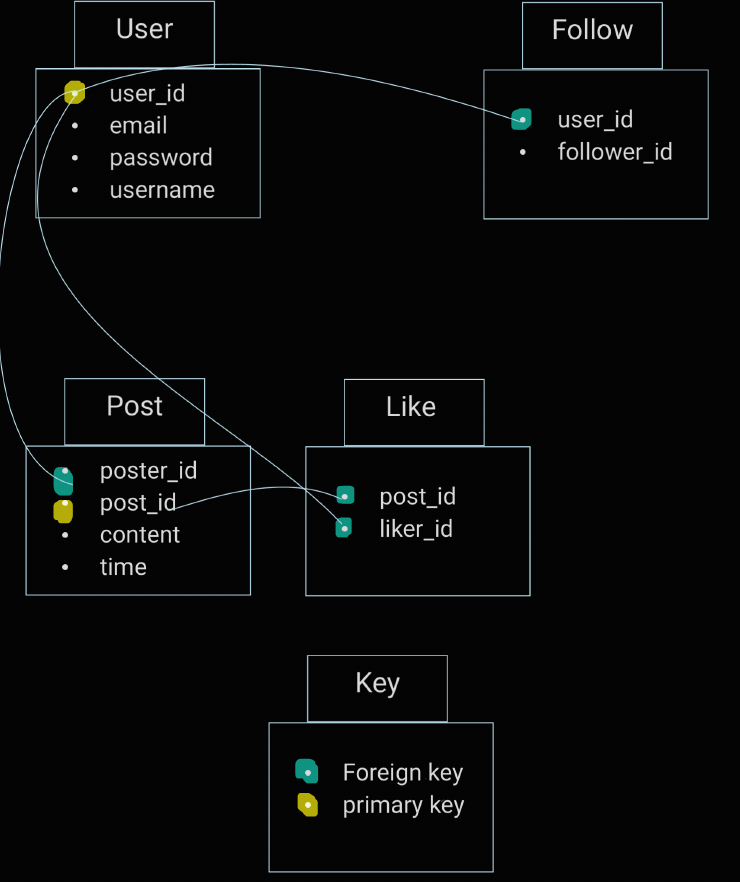 User
user_id
email
password
username
Follow
user_id
follower_id
Post
poster_id
post_id
content
time
Like
post_id
liker_id
Key
Foreign key
primary key